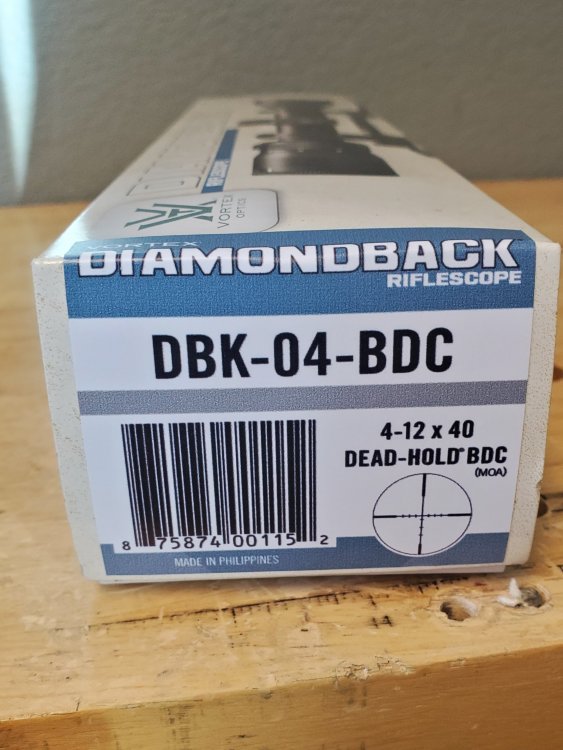 VORTEX
OPTICS
RIFLESCOPE
VORTEX
DIAMONDBACK
RIFLESCOPE
DBK-04-BDC
4-12 x 40
DEAD-HOLD® BDC
(MOA)
8 75874 00115 2
MADE IN PHILIPPINES